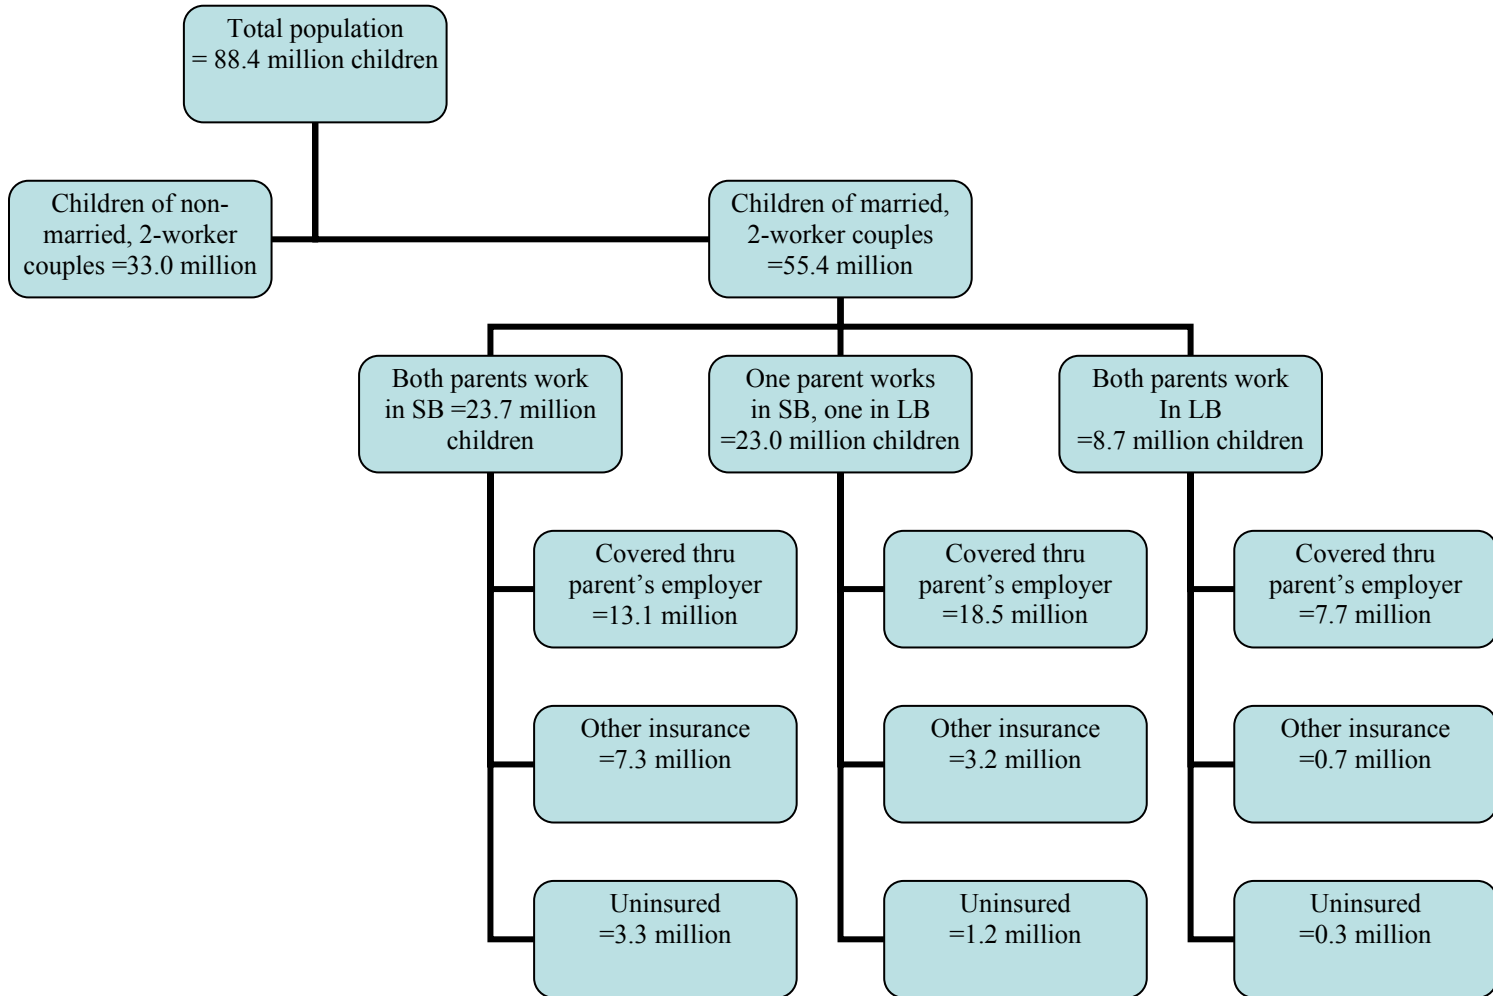 Total population
= 88.4 million children
Children of non-
married, 2-worker
couples =33.0 million
Children of married,
2-worker couples
=55.4 million
Both parents work
in SB =23.7 million
children
One parent works
in SB, one in LB
=23.0 million children
Both parents work
In LB
=8.7 million children
Covered thru
parent’s employer
=13.1 million
Covered thru
parent’s employer
=18.5 million
Covered thru
parent’s employer
=7.7 million
Other insurance
=7.3 million
Other insurance
=3.2 million
Other insurance
=0.7 million
Uninsured
=3.3 million
Uninsured
=1.2 million
Uninsured
=0.3 million